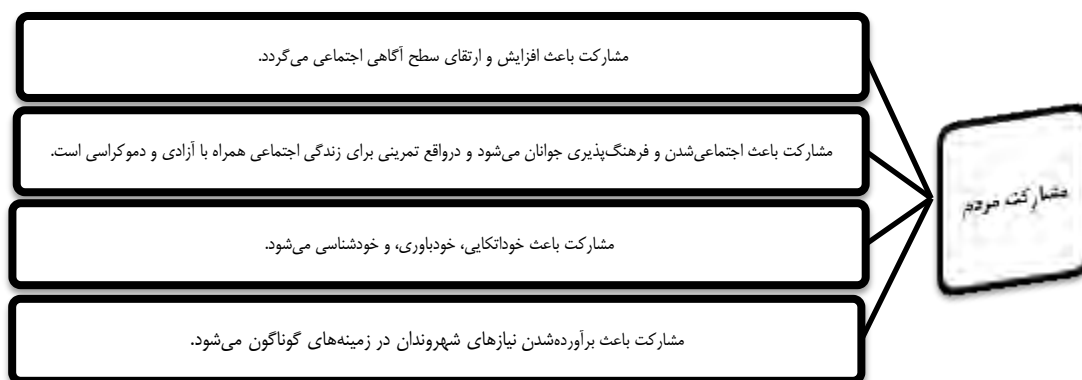 مشارکت مردم
مشارکت باعث افزایش و ارتقای سطح آگاهی اجتماعی می‌گردد.
مشارکت باعث اجتماعی‌شدن و فرهنگ‌پذیری جوانان می‌شود و درواقع تمرینی برای زندگی اجتماعی همراه با آزادی و دموکراسی است.
مشارکت باعث خوداتکایی، خودباوری، و خودشناسی می‌شود.
مشارکت باعث برآورده‌شدن نیازهای شهروندان در زمینه‌های گوناگون می‌شود.